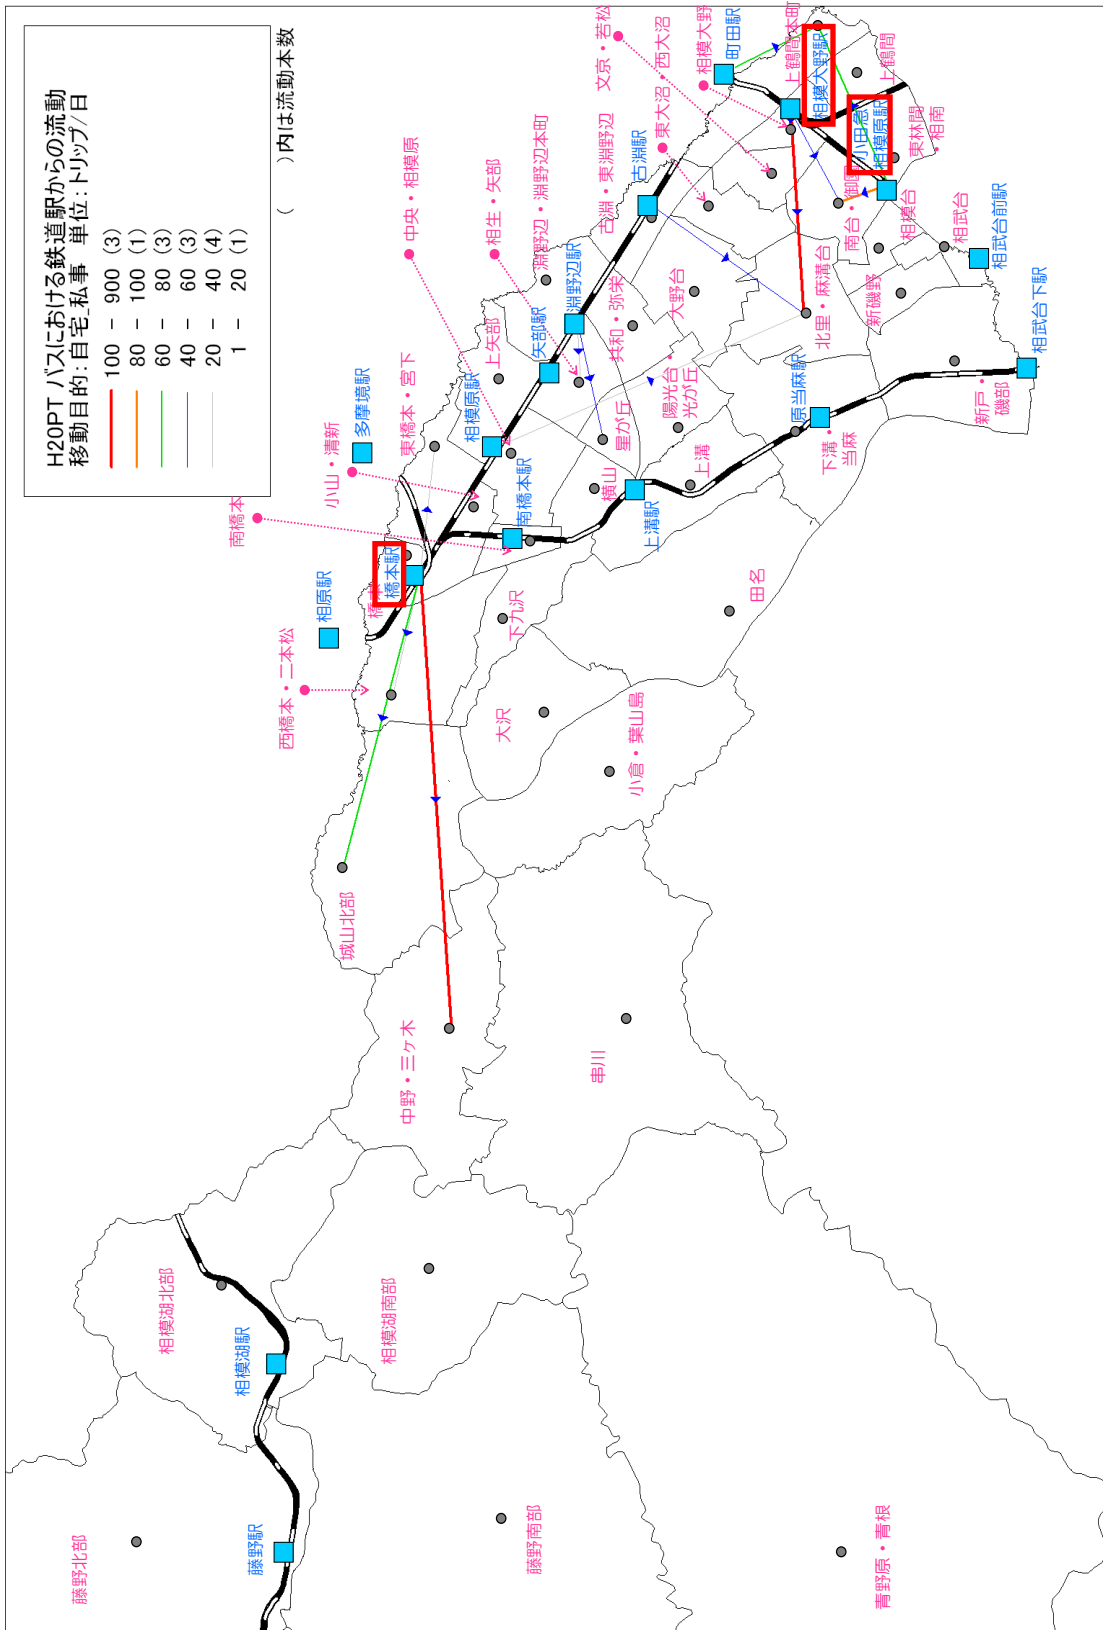 H20PT バスにおける鉄道駅からの流動
移動目的：自宅_私事 単位：トリップ/日
100 － 900 (3)
80 － 100 (1)
60 － 80 (3)
40 － 60 (3)
20 － 40 (4)
1 － 20 (1)
(　)内は流動本数
藤野北部
藤野駅
藤野南部
青野原・青根
相模湖北部
相模湖駅
相模湖南部
中野・三ヶ木
串川
城山北部
西橋本・二本松
相原駅
大沢
小倉・葉山島
橋本
橋本駅
南橋本
下九沢
田名
小山・清新
多摩境駅
東橋本・宮下
南橋本駅
横山
上溝駅
上溝
相模原駅
中央・相模原
上矢部
矢部駅
相生・矢部
星が丘
陽光台・
光が丘
淵野辺・淵野辺本町
淵野辺駅
共和・弥栄
大野台
原当麻駅
下溝・
当麻
古淵・東淵野辺
古淵駅
文京・若松
東大沼・西大沼
相模大野
北里・麻溝台
新磯野
新戸・
磯部
相武台下駅
相武台前駅
相武台
相模台
南台・御園
町田駅
上鶴間本町
相模大野駅
上鶴間
小田急
相模原駅
東林間
・相南